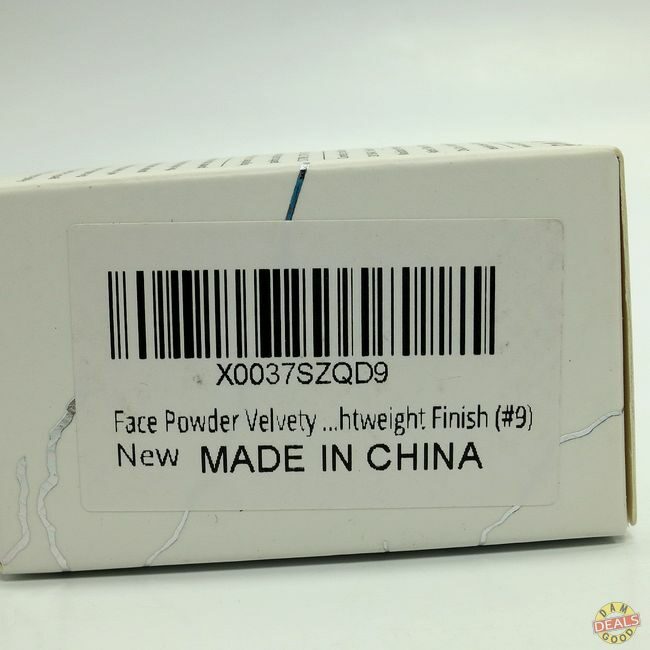 X0037SZQD9
Face Powder Velvety ...htweight Finish (#9)
New MADE IN CHINA
DAM
DEALS
GOOD